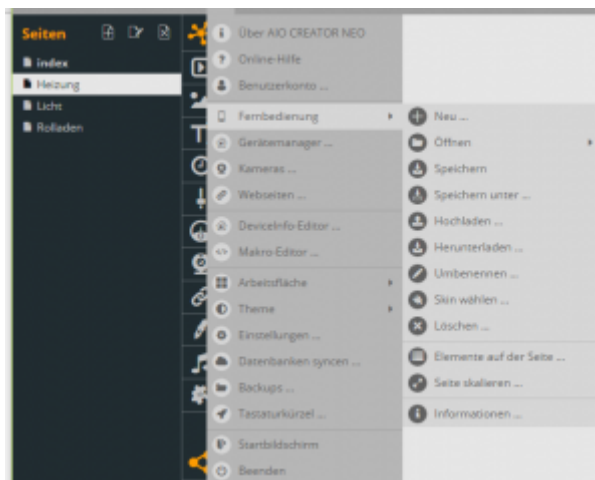 Seiten
index
Heizung
Licht
Rolladen
Über AIO CREATOR NEO
Online-Hilfe
Benutzerkonto ...
Fernbedienung
Gerätemanager ...
Kameras ...
Webseiten ...
DeviceInfo-Editor ...
Makro-Editor ...
Arbeitsfläche
Theme
Einstellungen ...
Datenbanken syncen ...
Backups ...
Tastaturkürzel ...
Startbildschirm
Beenden
Neu ...
Öffnen
Speichern
Speichern unter ...
Hochladen ...
Herunterladen ...
Umbenennen ...
Skin wählen ...
Löschen ...
Elemente auf der Seite ...
Seite skalieren ...
Informationen ...